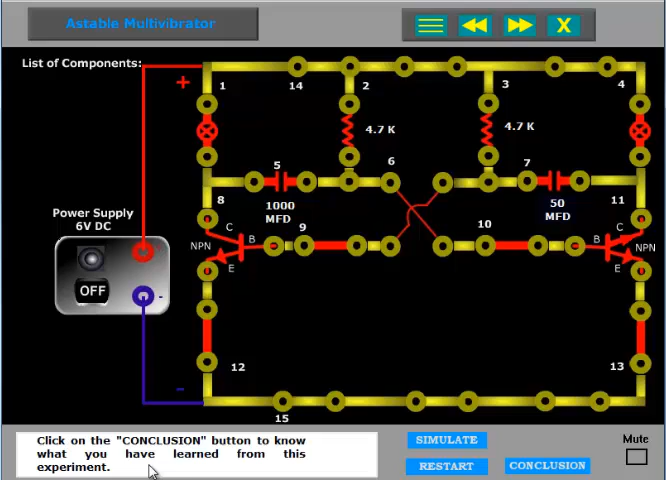 Astable Multivibrator
X
List of Components:
+
1
14
2
3
4
4.7 K
4.7 K
5
6
7
8
1000
MFD
50
MFD
11
Power Supply
6V DC
C
NPN
B
E
9
10
C
B
NPN
E
OFF
-
12
13
-
15
Click on the "CONCLUSION" button to know
what you have learned from this
experiment.
SIMULATE
RESTART
CONCLUSION
Mute